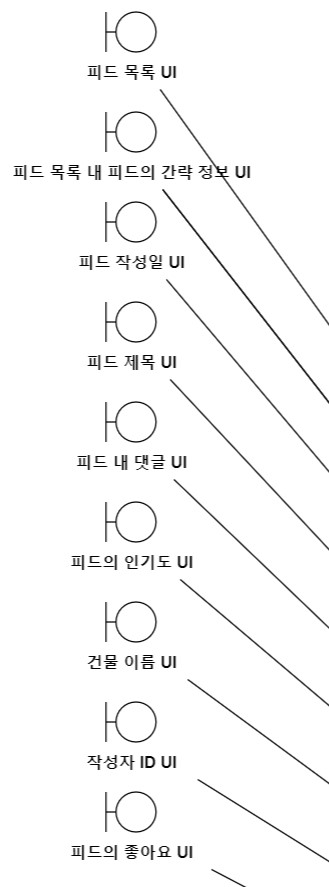 피드 목록 UI
피드 목록 내 피드의 간략 정보 UI
피드 작성일 UI
피드 제목 UI
피드 내 댓글 UI
피드의 인기도 UI
건물 이름 UI
작성자 ID UI
피드의 좋아요 UI